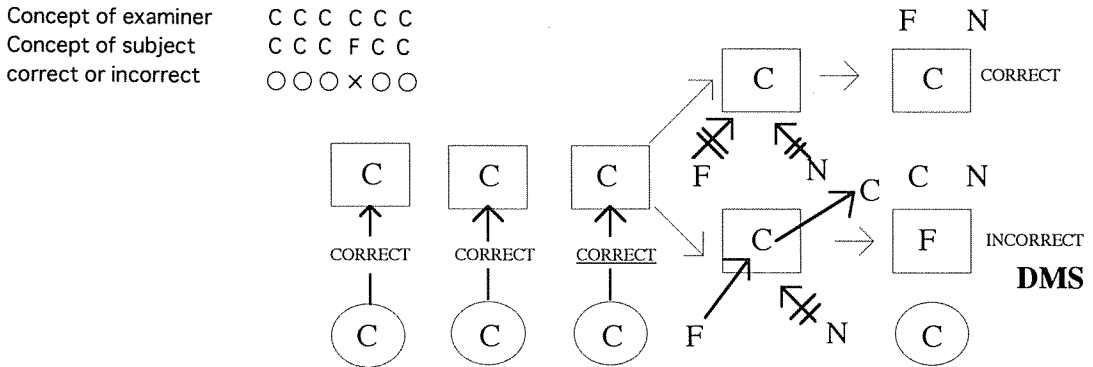 Concept of examiner C C C C C C
Concept of subject C C C F C C
correct or incorrect ○ ○ ○ × ○ ○
F N
C C CORRECT
C C C
F N
C C N
CORRECT CORRECT CORRECT
C F INCORRECT
DMS
C C C F N C